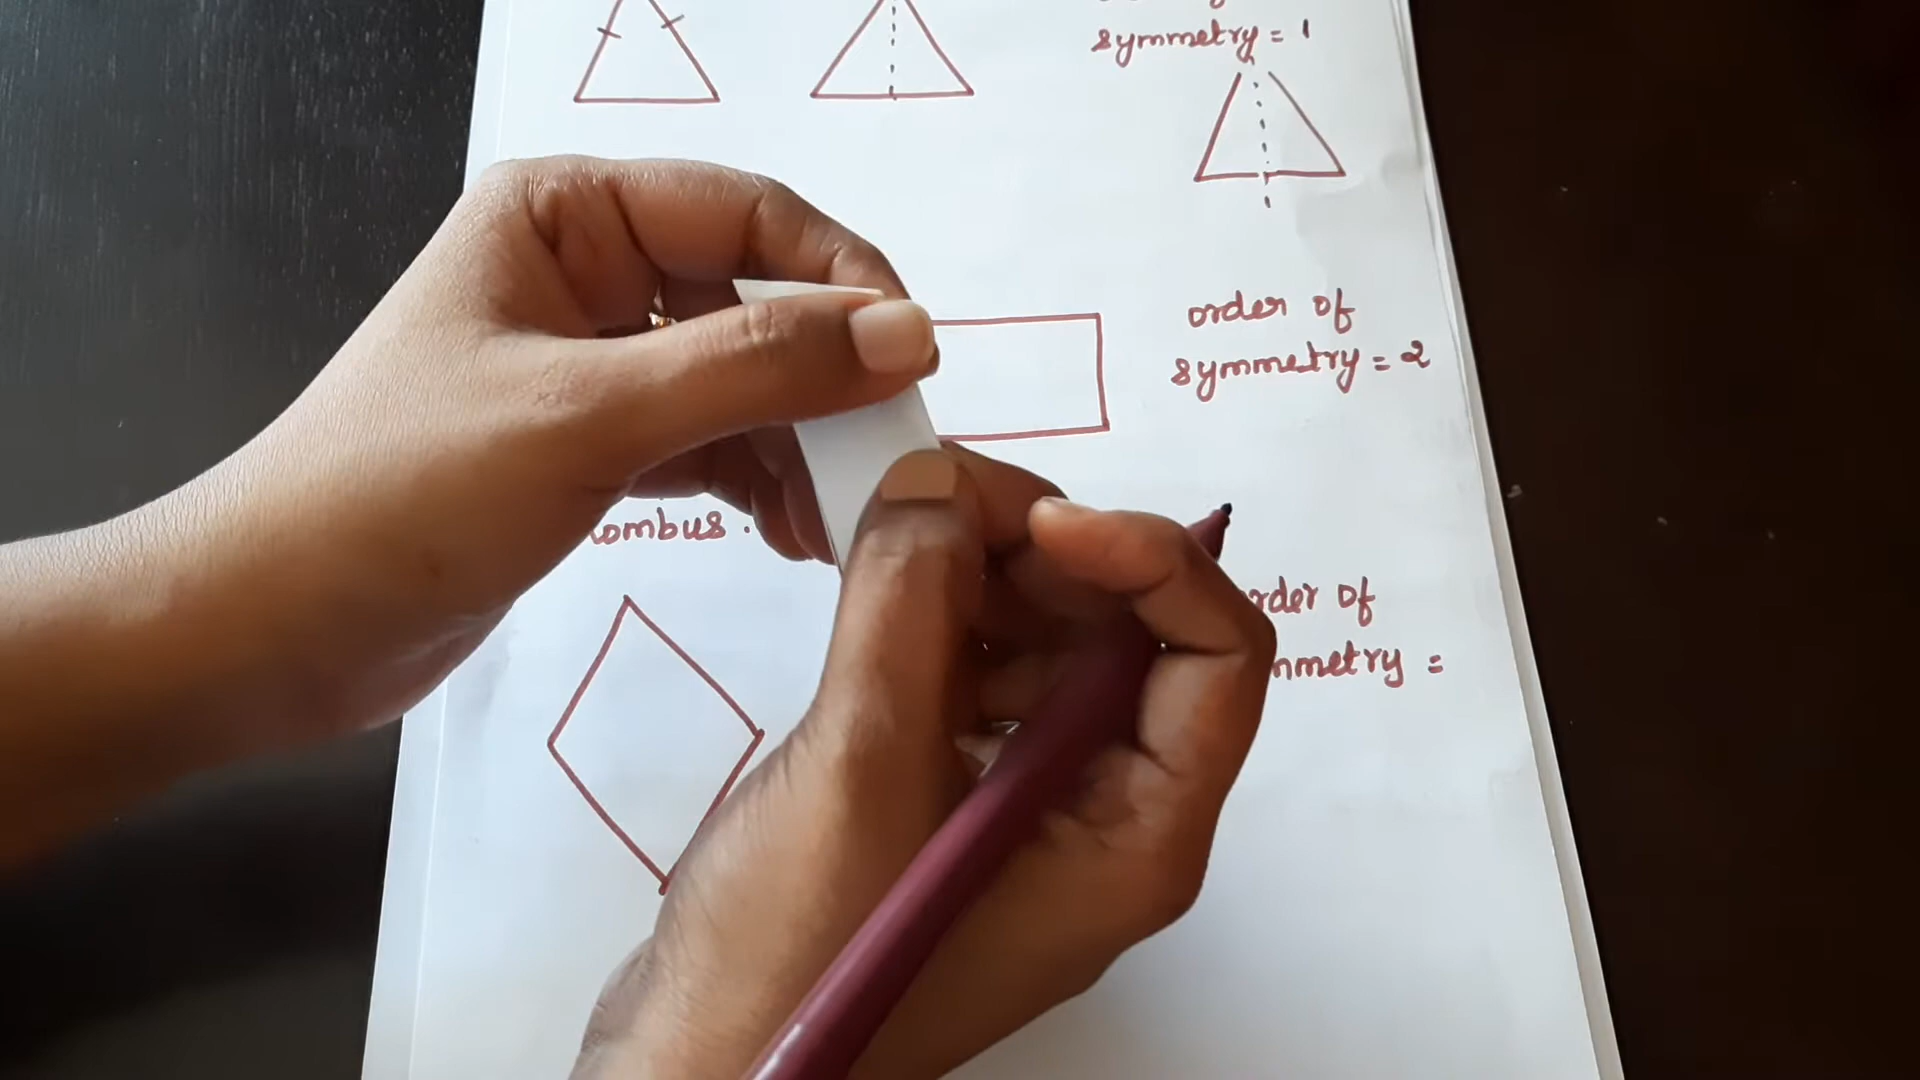 symmetry = 1
order of
symmetry = 2
ombus.
rder of
mmetry =